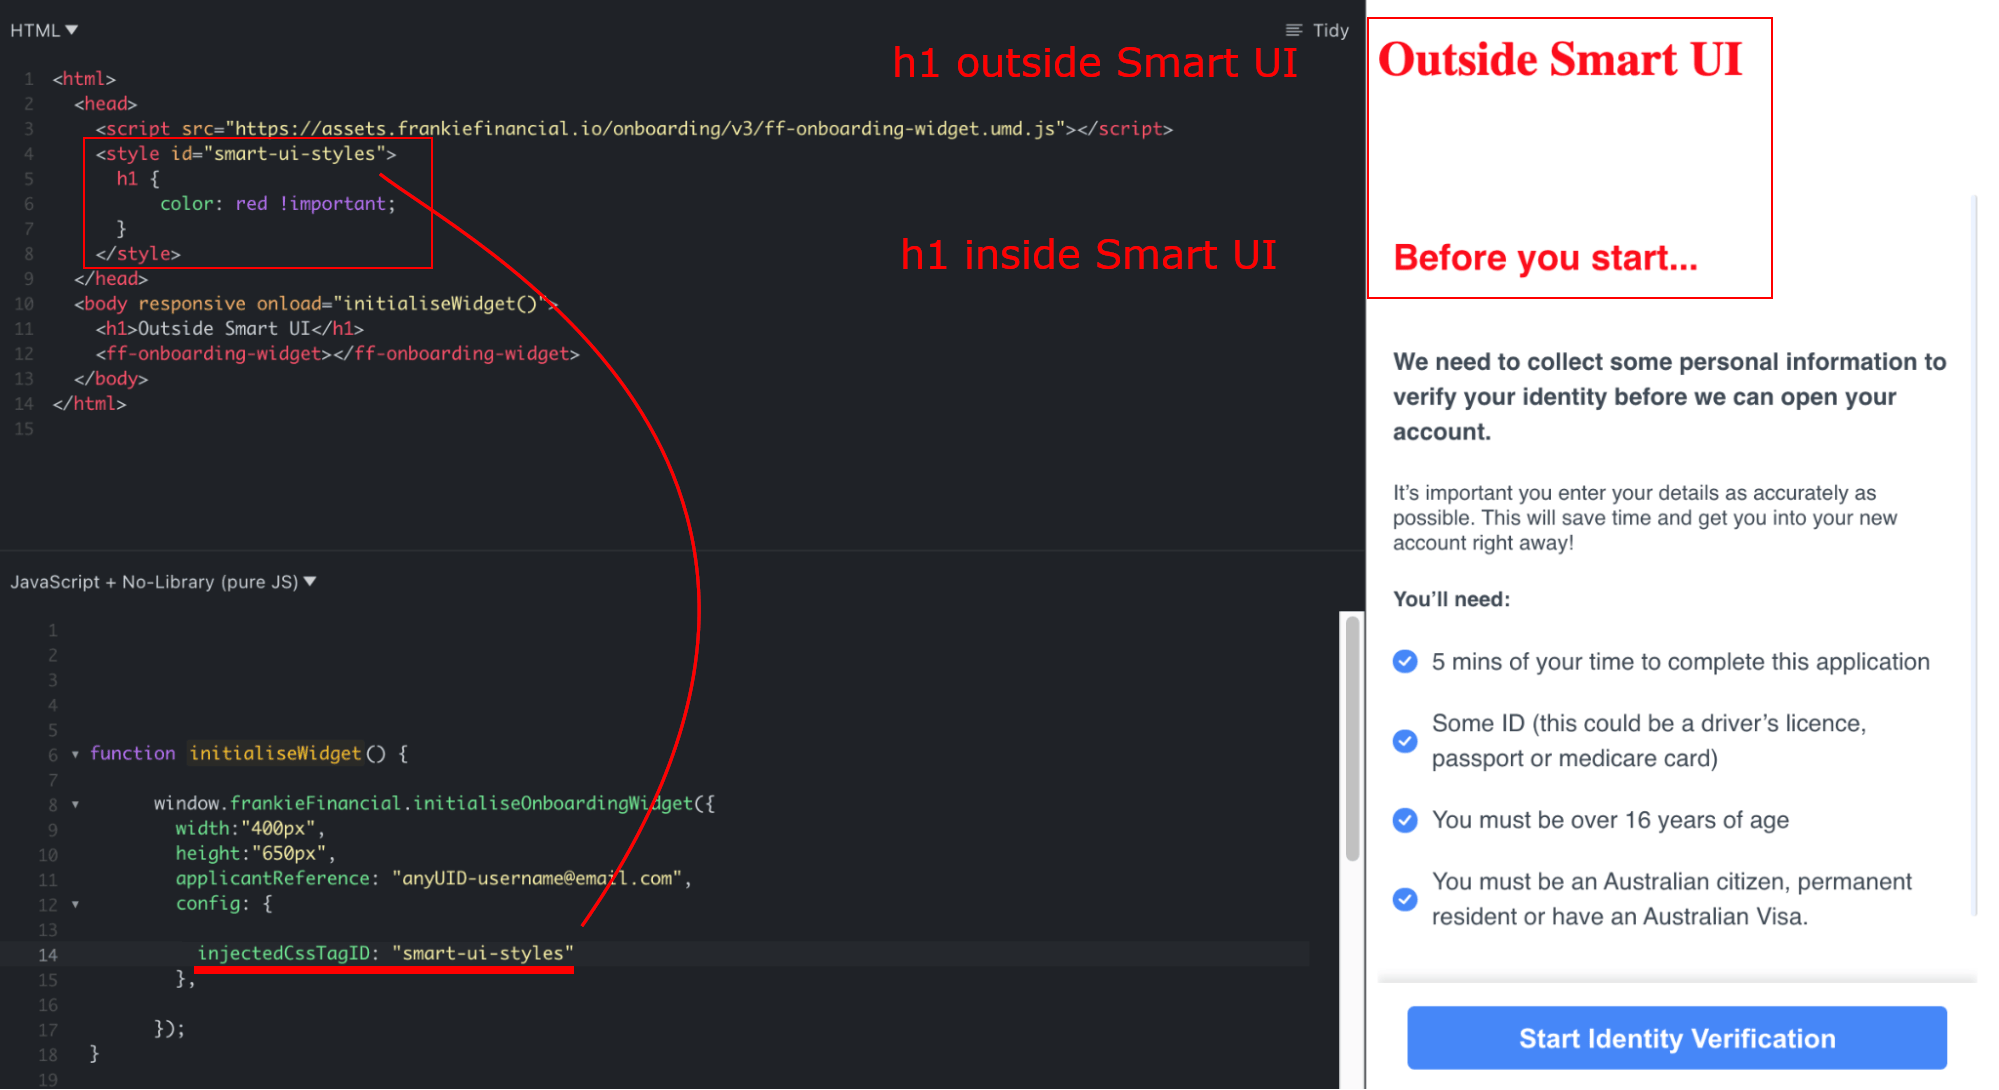 HTML▼
Tidy
1 <html>
2 <head>
3 <script src="https://assets.frankiefinancial.io/onboarding/v3/ff-onboarding-widget.umd.js"></script>
4 <style id="smart-ui-styles">
5 h1 {
6 color: red !important;
7 }
8 </style>
9 </head>
10 <body responsive onload="initialiseWidget()">
11 <h1>Outside Smart UI</h1>
12 <ff-onboarding-widget></ff-onboarding-widget>
13 </body>
14 </html>
15
h1 outside Smart UI
h1 inside Smart UI
JavaScript + No-Library (pure JS)▼
1
2
3
4
5
6 ▾ function initialiseWidget() {
7
8 ▾ window.frankieFinancial.initialiseOnboardingWidget({
9 width:"400px",
10 height:"650px",
11 applicantReference: "anyUID-username@email.com",
12 ▾ config: {
13
14 injectedCssTagID: "smart-ui-styles"
15 },
16
17 });
18 }
19
Outside Smart UI
Before you start...
We need to collect some personal information to
verify your identity before we can open your
account.
It’s important you enter your details as accurately as
possible. This will save time and get you into your new
account right away!
You’ll need:
5 mins of your time to complete this application
Some ID (this could be a driver’s licence,
passport or medicare card)
You must be over 16 years of age
You must be an Australian citizen, permanent
resident or have an Australian Visa.
Start Identity Verification